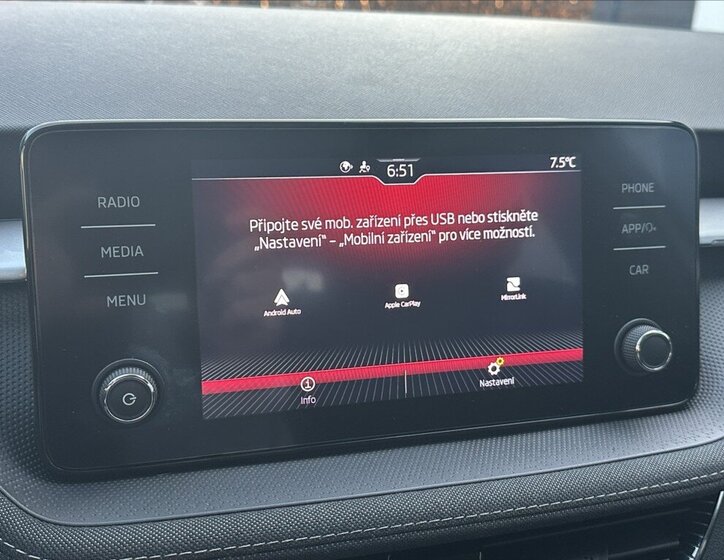 6:51
7.5°C
RADIO
MEDIA
MENU
Připojte své mob. zařízení přes USB nebo stiskněte
„Nastavení“ – „Mobilní zařízení“ pro více možností.
Android Auto
Apple CarPlay
MirrorLink
Info
Nastavení
PHONE
APP/
CAR